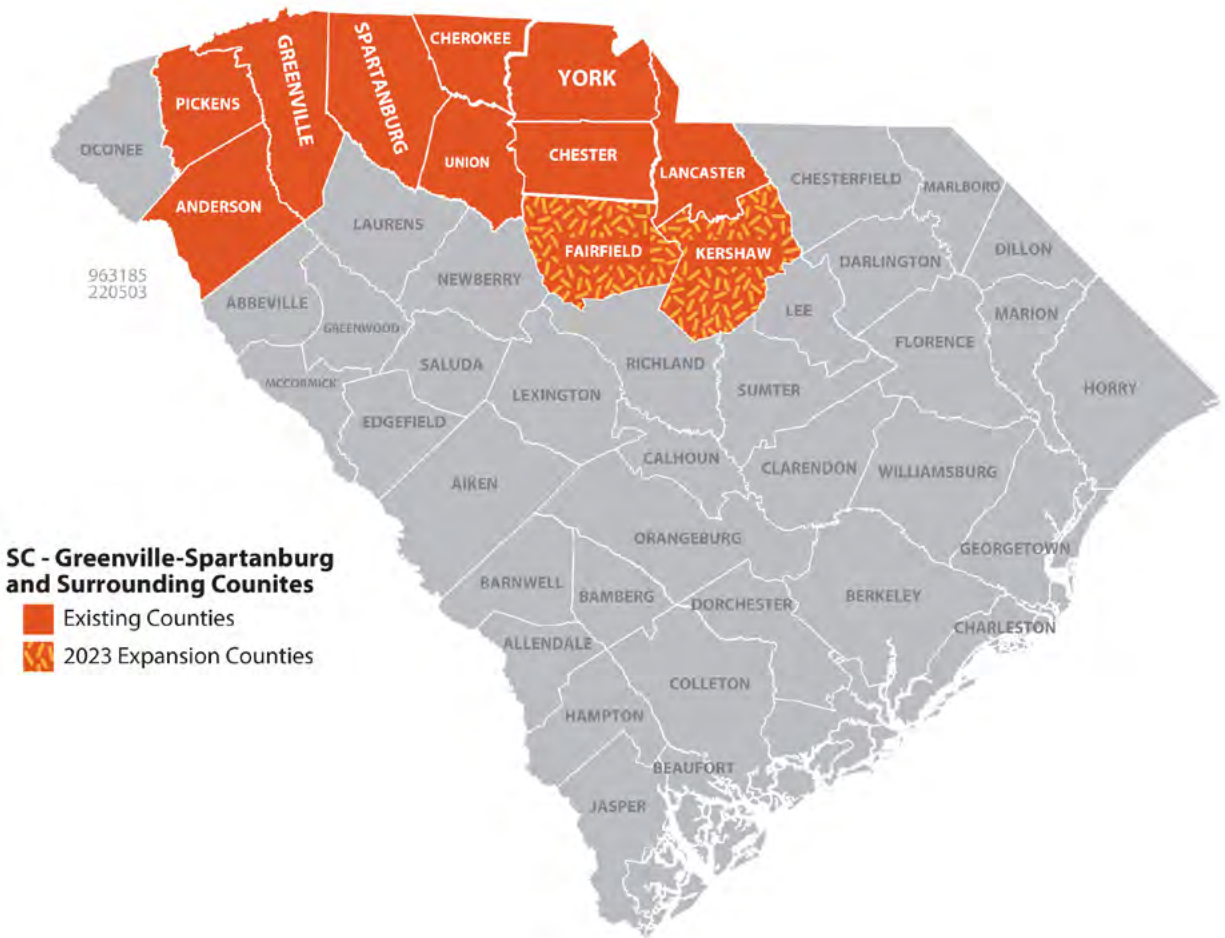 CHEROKEE
SPARTANBURG
GREENVILLE
YORK
PICKENS
OCONEE
UNION
CHESTER
LANCASTER
CHESTERFIELD
MARLBORO
ANDERSON
LAURENS
FAIRFIELD
KERSHAW
DILLON
DARLINGTON
963185
220503
NEWBERRY
ABBEVILLE
LEE
MARION
GREENWOOD
FLORENCE
SALUDA
RICHLAND
MCCORMICK
SUMTER
HORRY
LEXINGTON
EDGEFIELD
CALHOUN
CLARENDON
WILLIAMSBURG
AIKEN
ORANGEBURG
GEORGETOWN
SC - Greenville-Spartanburg
and Surrounding Counites
Existing Counties
2023 Expansion Counties
BARNWELL
BAMBERG
DORCHESTER
BERKELEY
CHARLESTON
ALLENDALE
COLLETON
HAMPTON
BEAUFORT
JASPER